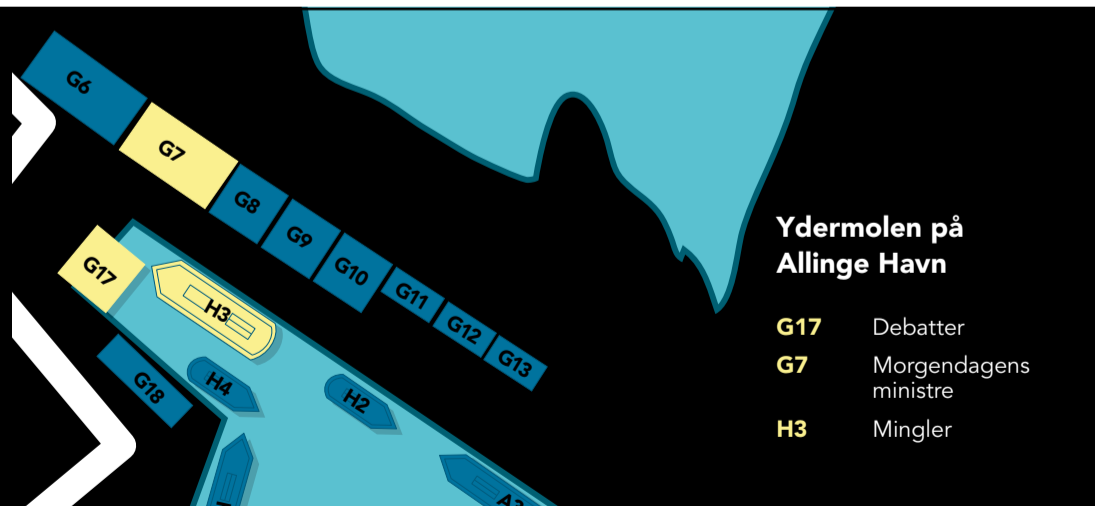 G6
G7
G8
G9
G10
G11
G12
G13
G17
H3
G18
H4
H2
Ydermolen på
Allinge Havn
G17 Debatter
G7 Morgendagens
ministre
H3 Mingler